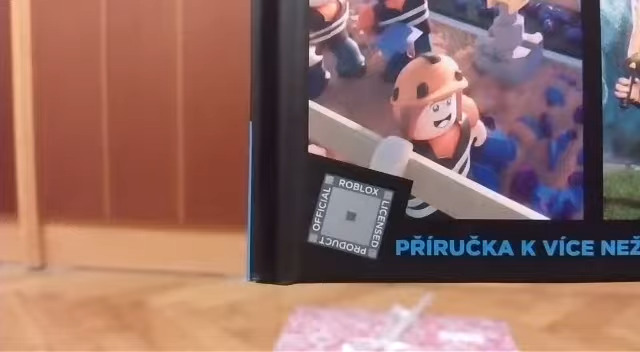 ROBLOX
OFFICIAL
LICENSED
PRODUCT
PŘÍRUČKA K VÍCE NEŽ